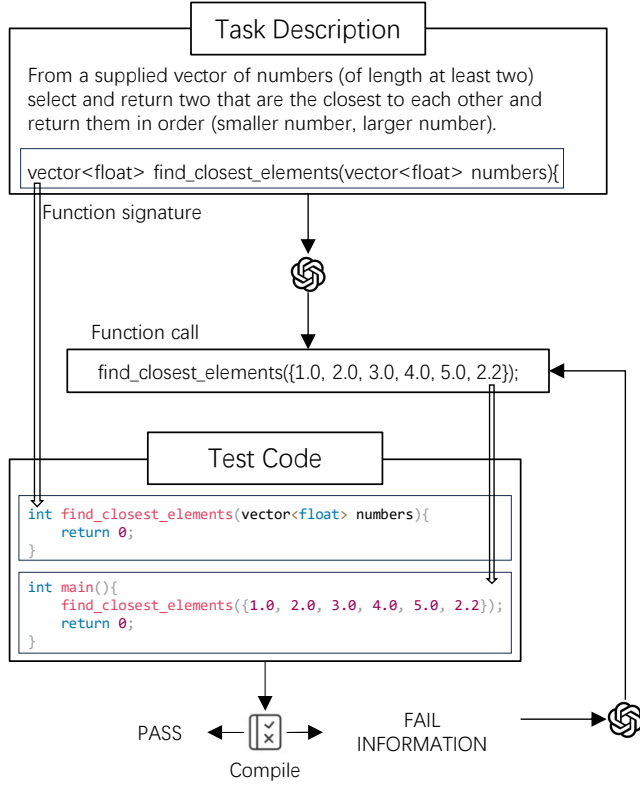 Task Description
From a supplied vector of numbers (of length at least two)
select and return two that are the closest to each other and
return them in order (smaller number, larger number).
vector<float> find_closest_elements(vector<float> numbers){
Function signature
Function call
find_closest_elements({1.0, 2.0, 3.0, 4.0, 5.0, 2.2});
Test Code
int find_closest_elements(vector<float> numbers){
    return 0;
}
int main(){
    find_closest_elements({1.0, 2.0, 3.0, 4.0, 5.0, 2.2});
    return 0;
}
PASS
FAIL
INFORMATION
Compile